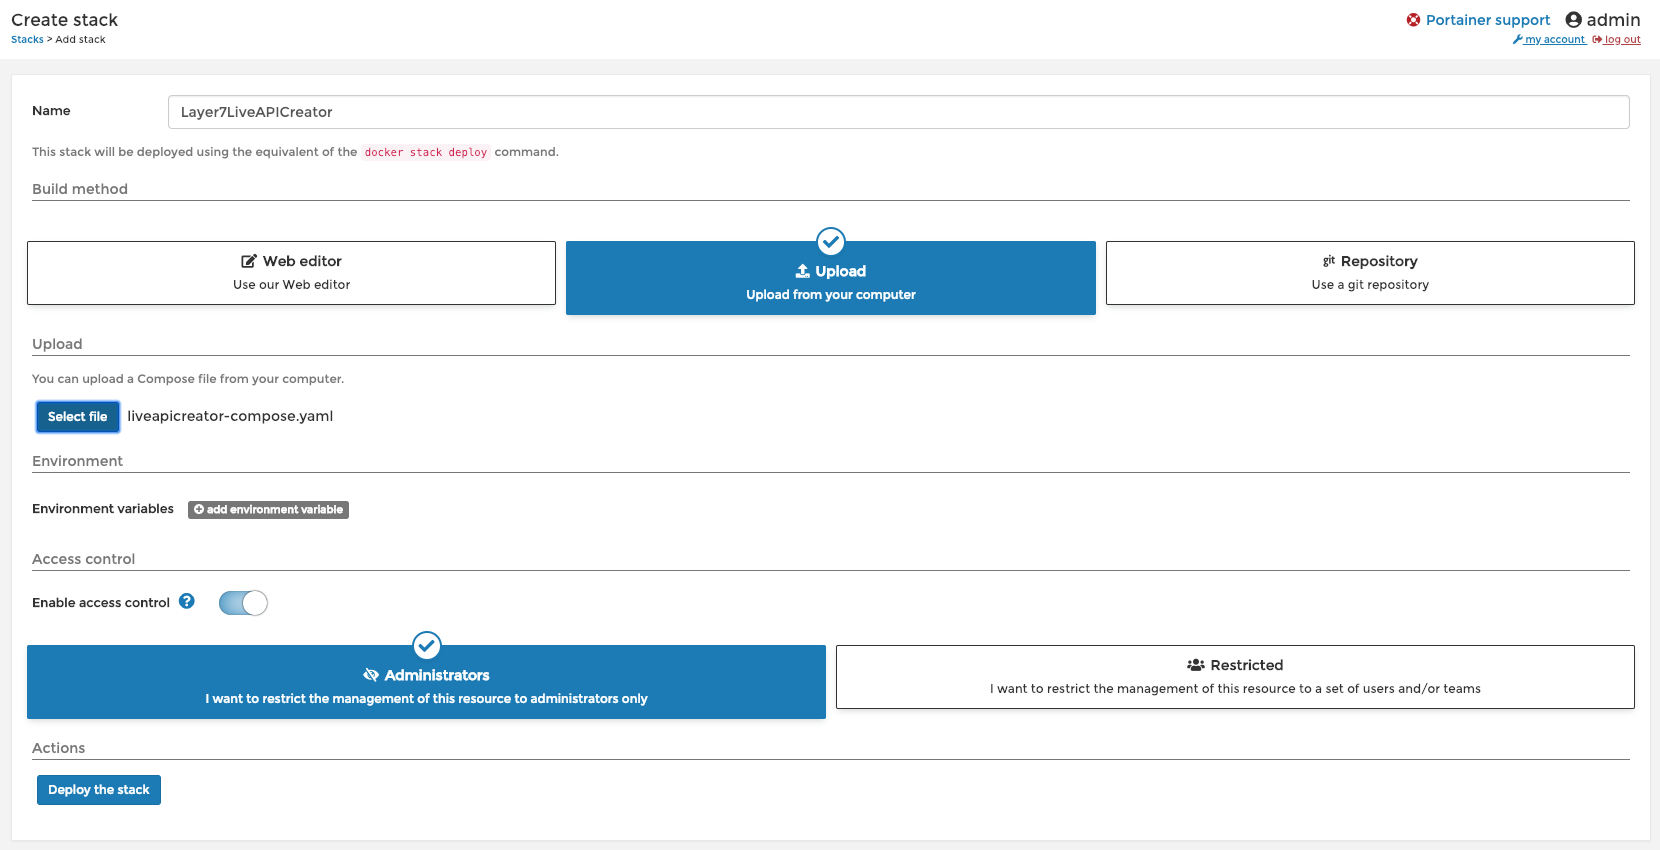 Create stack
Portainer support admin
Stacks > Add stack
my account log out
Name Layer7LiveAPICreator
This stack will be deployed using the equivalent of the docker stack deploy command.
Build method
Web editor
Use our Web editor
Upload
Upload from your computer
git Repository
Use a git repository
Upload
You can upload a Compose file from your computer.
Select file liveapicreator-compose.yaml
Environment
Environment variables add environment variable
Access control
Enable access control ?
Administrators
I want to restrict the management of this resource to administrators only
Restricted
I want to restrict the management of this resource to a set of users and/or teams
Actions
Deploy the stack